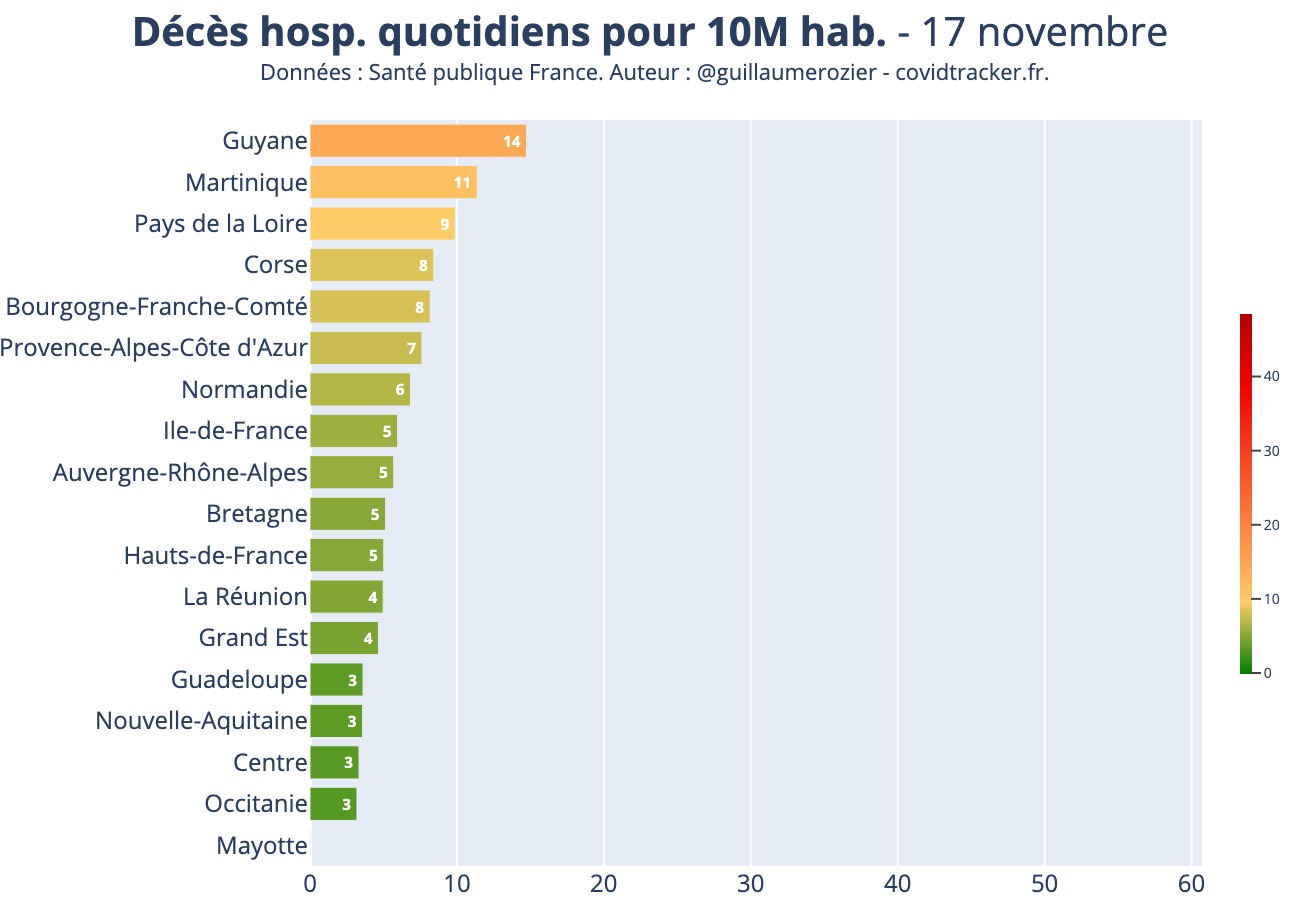 Décès hosp. quotidiens pour 10M hab. - 17 novembre
Données : Santé publique France. Auteur : @guillaumerozier - covidtracker.fr.
Guyane 14
Martinique 11
Pays de la Loire 9
Corse 8
Bourgogne-Franche-Comté 8
Provence-Alpes-Côte d'Azur 7
Normandie 6
Ile-de-France 5
Auvergne-Rhône-Alpes 5
Bretagne 5
Hauts-de-France 5
La Réunion 4
Grand Est 4
Guadeloupe 3
Nouvelle-Aquitaine 3
Centre 3
Occitanie 3
Mayotte
0 10 20 30 40 50 60
40
30
20
10
0